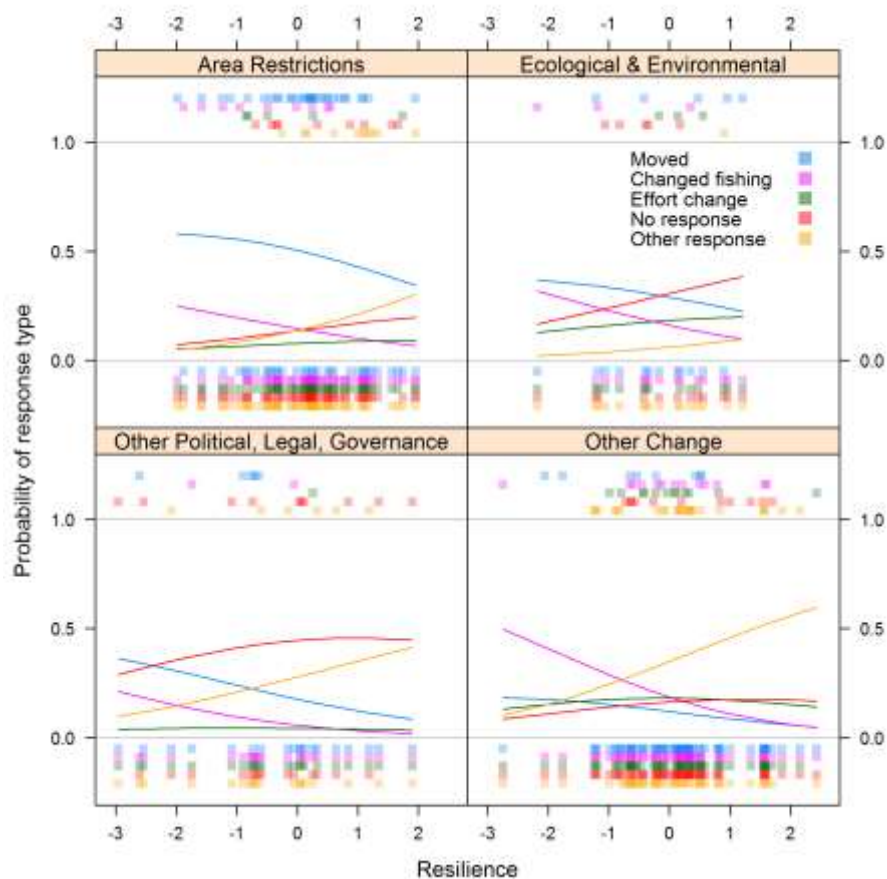 -3 -2 -1 0 1 2 -3 -2 -1 0 1 2
Area Restrictions
Ecological & Environmental
1.0 1.0
Moved
Changed fishing
Effort change
No response
Other response
0.5 0.5
0.0 0.0
Other Political, Legal, Governance
Other Change
1.0 1.0
0.5 0.5
0.0 0.0
Probability of response type
-3 -2 -1 0 1 2 -3 -2 -1 0 1 2
Resilience